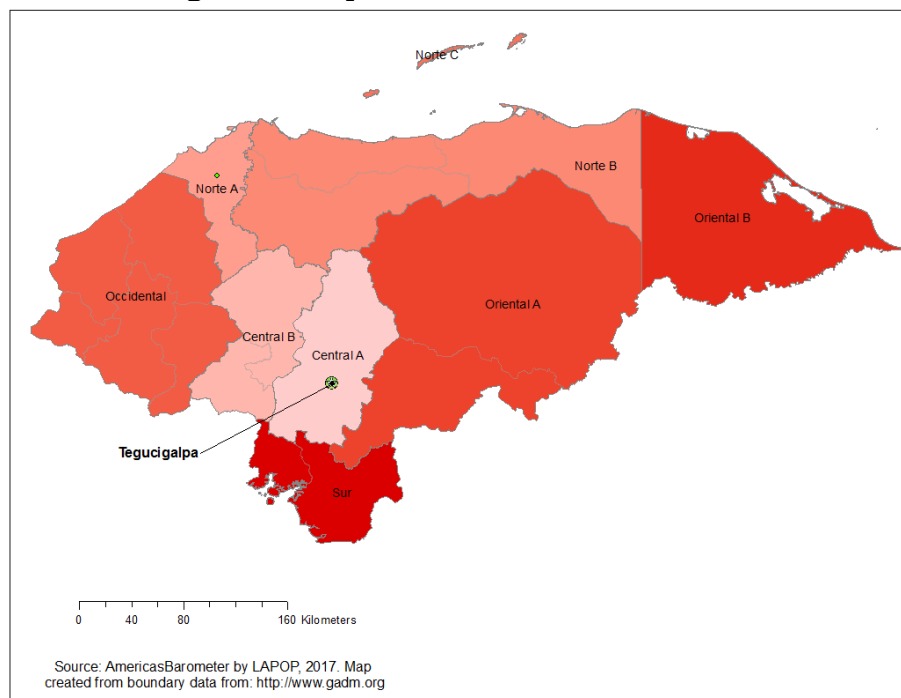 Norte C
Norte B
Norte A
Oriental B
Occidental
Oriental A
Central B
Central A
Tegucigalpa
Sur
0 40 80 160 Kilometers
Source: AmericasBarometer by LAPOP, 2017. Map
created from boundary data from: http://www.gadm.org